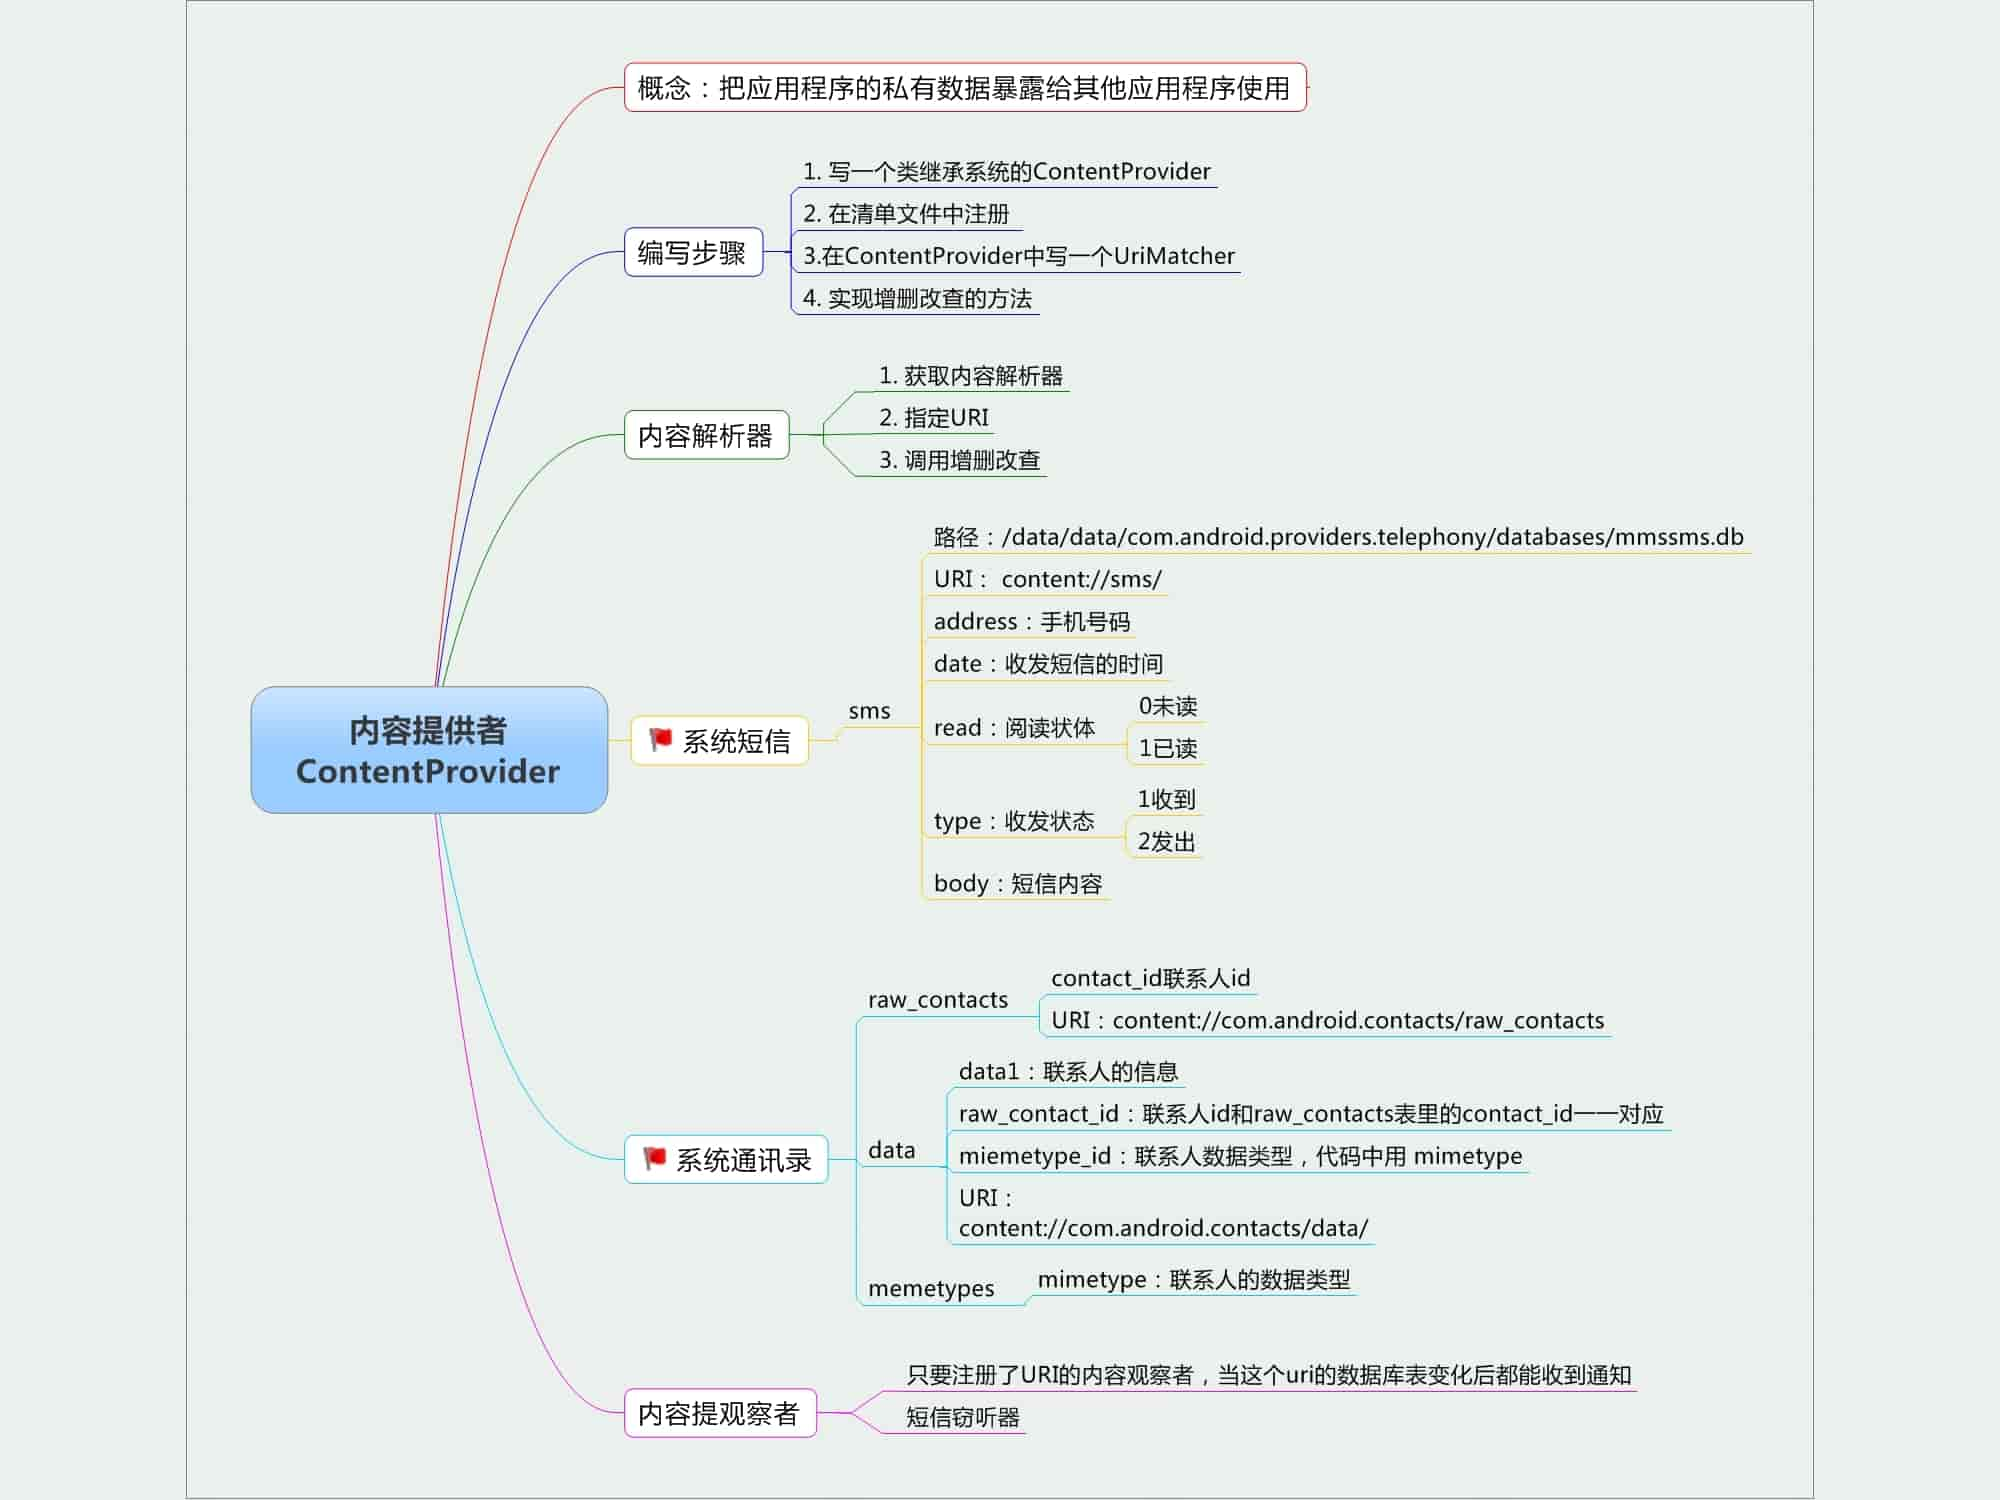 概念：把应用程序的私有数据暴露给其他应用程序使用
编写步骤
1. 写一个类继承系统的ContentProvider
2. 在清单文件中注册
3.在ContentProvider中写一个UriMatcher
4. 实现增删改查的方法
内容解析器
1. 获取内容解析器
2. 指定URI
3. 调用增删改查
内容提供者
ContentProvider
系统短信
sms
路径：/data/data/com.android.providers.telephony/databases/mmssms.db
URI： content://sms/
address：手机号码
date：收发短信的时间
read：阅读状体
0未读
1已读
type：收发状态
1收到
2发出
body：短信内容
系统通讯录
raw_contacts
contact_id联系人id
URI：content://com.android.contacts/raw_contacts
data
data1：联系人的信息
raw_contact_id：联系人id和raw_contacts表里的contact_id一一对应
miemetype_id：联系人数据类型，代码中用 mimetype
URI：
content://com.android.contacts/data/
memetypes
mimetype：联系人的数据类型
内容提观察者
只要注册了URI的内容观察者，当这个uri的数据库表变化后都能收到通知
短信窃听器